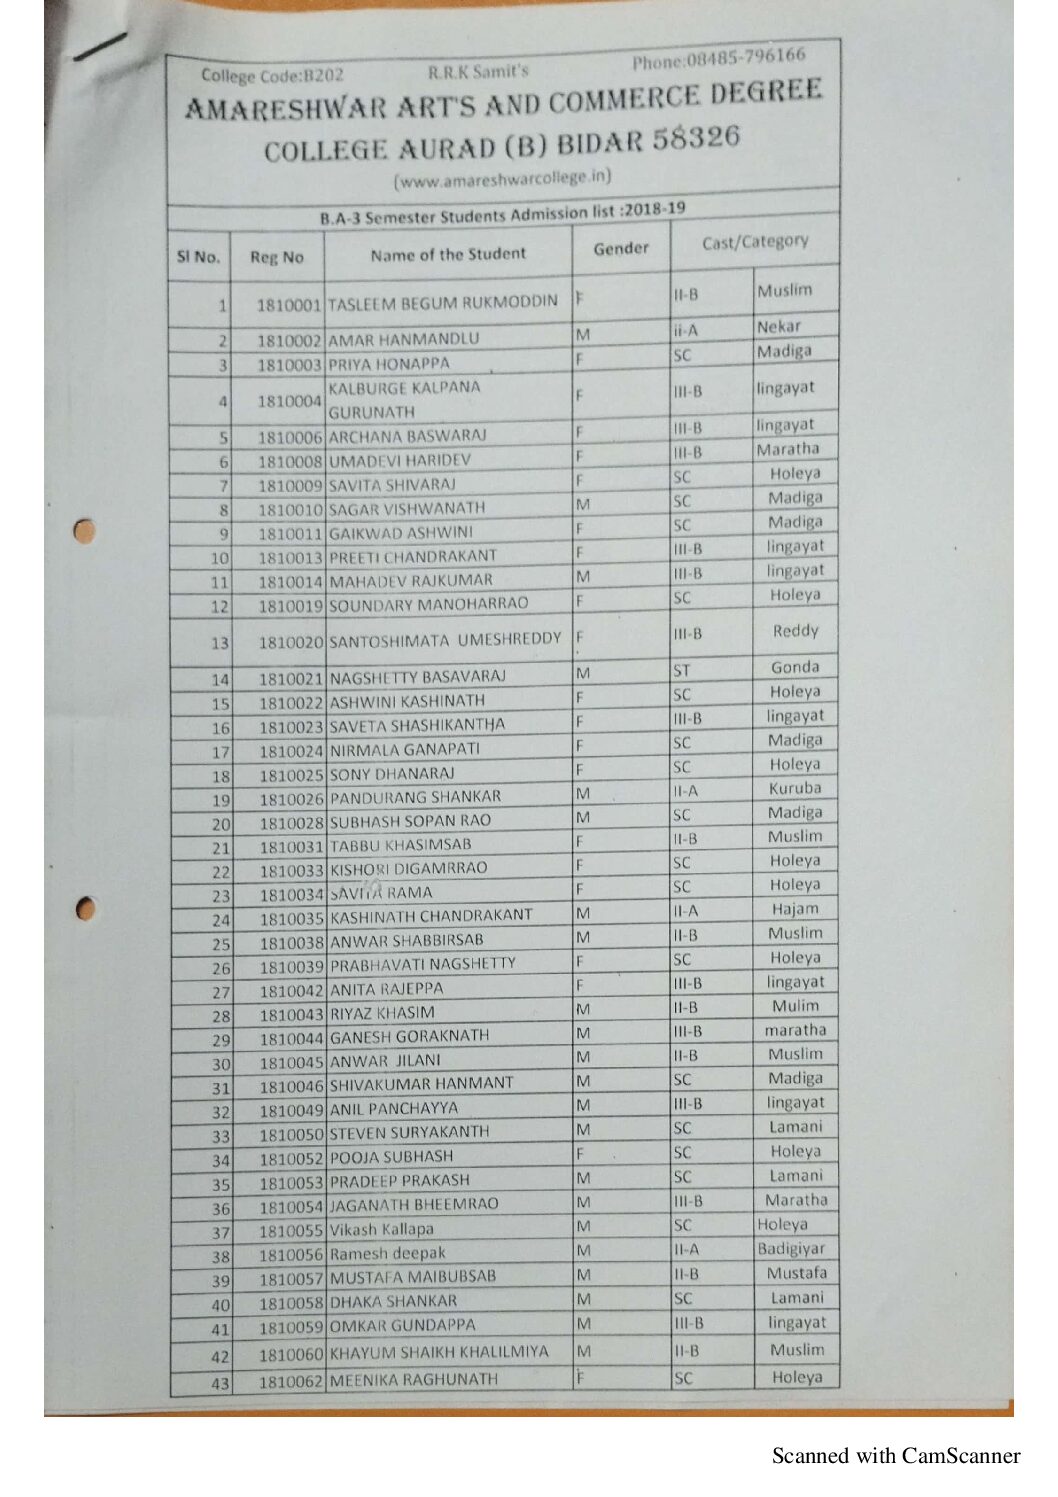 College Code:B202 R.R.K Samit's Phone:08485-796166
AMARESHWAR ART'S AND COMMERCE DEGREE
COLLEGE AURAD (B) BIDAR 58326
(www.amareshwarcollege.in)
B.A-3 Semester Students Admission list :2018-19
Sl No. Reg No Name of the Student Gender Cast/Category
1 1810001 TASLEEM BEGUM RUKMODDIN F II-B Muslim
2 1810002 AMAR HANMANDLU M ii-A Nekar
3 1810003 PRIYA HONAPPA F SC Madiga
4 1810004 KALBURGE KALPANA F III-B lingayat
GURUNATH
5 1810006 ARCHANA BASWARAJ F III-B lingayat
6 1810008 UMADEVI HARIDEV F III-B Maratha
7 1810009 SAVITA SHIVARAJ F SC Holeya
8 1810010 SAGAR VISHWANATH M SC Madiga
9 1810011 GAIKWAD ASHWINI F SC Madiga
10 1810013 PREETI CHANDRAKANT F III-B lingayat
11 1810014 MAHADEV RAJKUMAR M III-B lingayat
12 1810019 SOUNDARY MANOHARRAO F SC Holeya
13 1810020 SANTOSHIMATA UMESHREDDY F III-B Reddy
14 1810021 NAGSHETTY BASAVARAJ M ST Gonda
15 1810022 ASHWINI KASHINATH F SC Holeya
16 1810023 SAVETA SHASHIKANTHA F III-B lingayat
17 1810024 NIRMALA GANAPATI F SC Madiga
18 1810025 SONY DHANARAJ F SC Holeya
19 1810026 PANDURANG SHANKAR M II-A Kuruba
20 1810028 SUBHASH SOPAN RAO M SC Madiga
21 1810031 TABBU KHASIMSAB F II-B Muslim
22 1810033 KISHORI DIGAMRRAO F SC Holeya
23 1810034 SAVITA RAMA F SC Holeya
24 1810035 KASHINATH CHANDRAKANT M II-A Hajam
25 1810038 ANWAR SHABBIRSAB M II-B Muslim
26 1810039 PRABHAVATI NAGSHETTY F SC Holeya
27 1810042 ANITA RAJEPPA F III-B lingayat
28 1810043 RIYAZ KHASIM M II-B Mulim
29 1810044 GANESH GORAKNATH M III-B maratha
30 1810045 ANWAR JILANI M II-B Muslim
31 1810046 SHIVAKUMAR HANMANT M SC Madiga
32 1810049 ANIL PANCHAYYA M III-B lingayat
33 1810050 STEVEN SURYAKANTH M SC Lamani
34 1810052 POOJA SUBHASH F SC Holeya
35 1810053 PRADEEP PRAKASH M SC Lamani
36 1810054 JAGANATH BHEEMRAO M III-B Maratha
37 1810055 Vikash Kallapa M SC Holeya
38 1810056 Ramesh deepak M II-A Badigiyar
39 1810057 MUSTAFA MAIBUBSAB M II-B Mustafa
40 1810058 DHAKA SHANKAR M SC Lamani
41 1810059 OMKAR GUNDAPPA M III-B lingayat
42 1810060 KHAYUM SHAIKH KHALILMIYA M II-B Muslim
43 1810062 MEENIKA RAGHUNATH F SC Holeya
Scanned with CamScanner